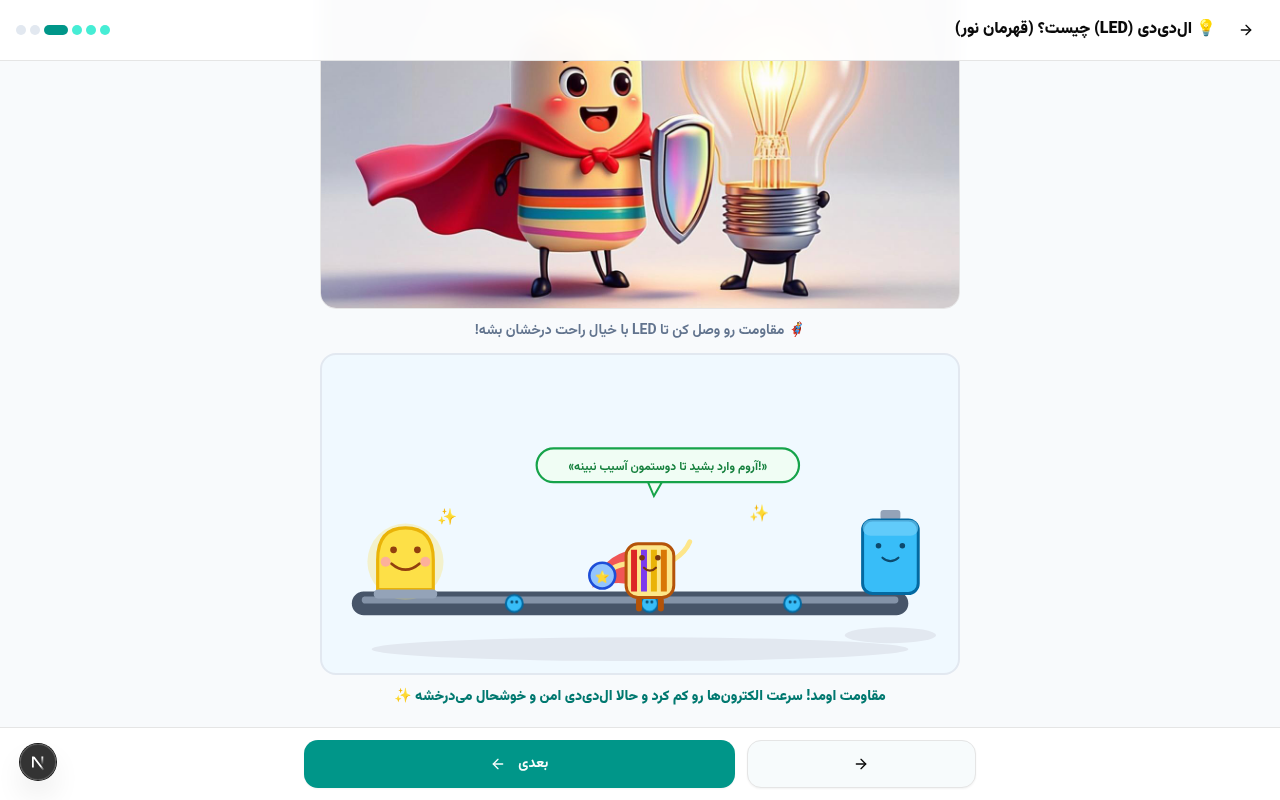 💡 ال‌دی‌دی (LED) چیست؟ (قهرمان نور)
🦸 مقاومت رو وصل کن تا LED با خیال راحت درخشان بشه!
«!آروم وارد بشید تا دوستمون آسیب نبینه»
مقاومت اومد! سرعت الکترون‌ها رو کم کرد و حالا ال‌دی‌دی امن و خوشحال می‌درخشه ✨
بعدی
N